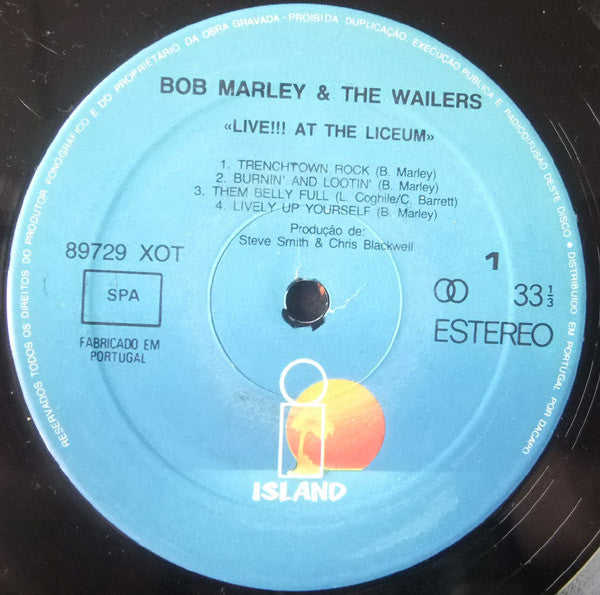 RESERVADOS TODOS OS DIREITOS DO PRODUTOR FONOGRÁFICO E DO PROPRIETÁRIO DA OBRA GRAVADA - PROIBIDA DUPLICAÇÃO, EXECUÇÃO PÚBLICA E RADIODIFUSÃO DESTE DISCO • DISTRIBUIDO EM PORTUGAL POR DACAPO
BOB MARLEY & THE WAILERS
«LIVE!!! AT THE LICEUM»
1. TRENCHTOWN ROCK (B. Marley)
2. BURNIN' AND LOOTIN' (B. Marley)
3. THEM BELLY FULL (L. Coghile/C. Barrett)
4. LIVELY UP YOURSELF (B. Marley)
Produção de:
Steve Smith & Chris Blackwell
89729 XOT
1
SPA
33 1/3
FABRICADO EM
PORTUGAL
ESTEREO
ISLAND